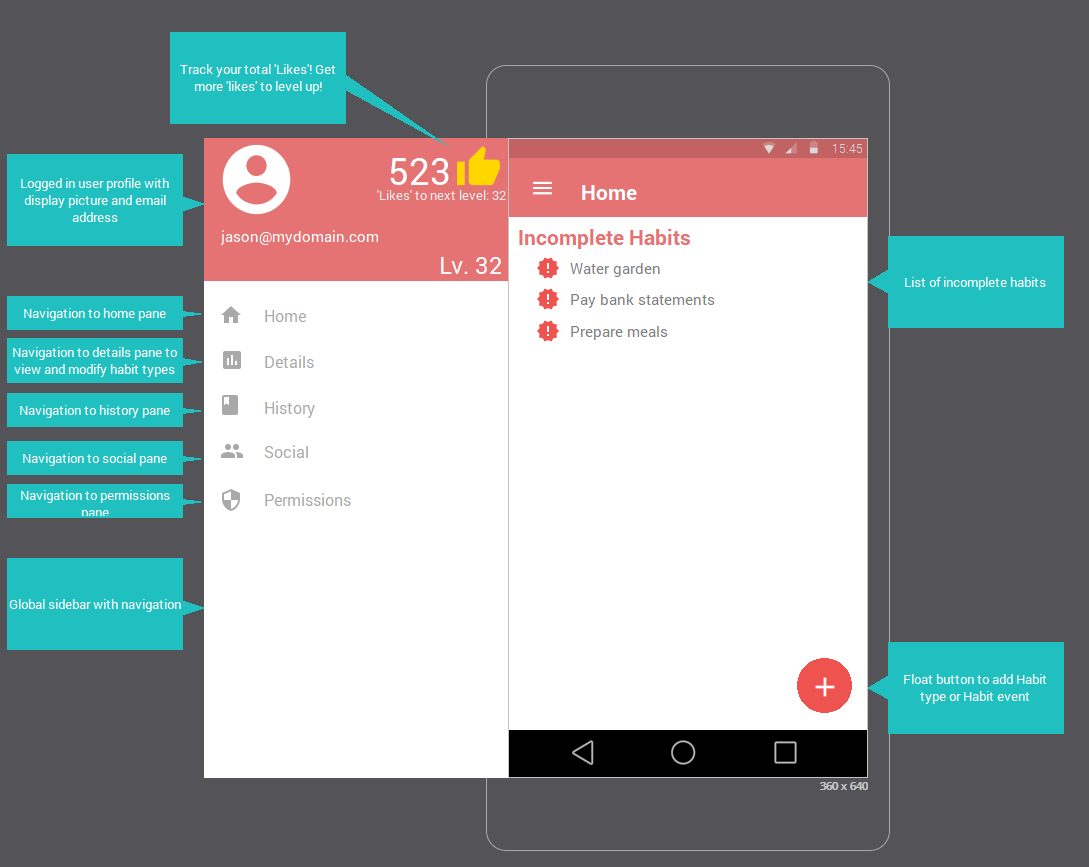 Track your total 'Likes'! Get
more 'likes' to level up!
Logged in user profile with
display picture and email
address
523
'Likes' to next level: 32
jason@mydomain.com
Lv. 32
Navigation to home pane
Navigation to details pane to
view and modify habit types
Navigation to history pane
Navigation to social pane
Navigation to permissions
pane
Global sidebar with navigation
Home
Details
History
Social
Permissions
15:45
Home
Incomplete Habits
Water garden
Pay bank statements
Prepare meals
List of incomplete habits
Float button to add Habit
type or Habit event
360 x 640